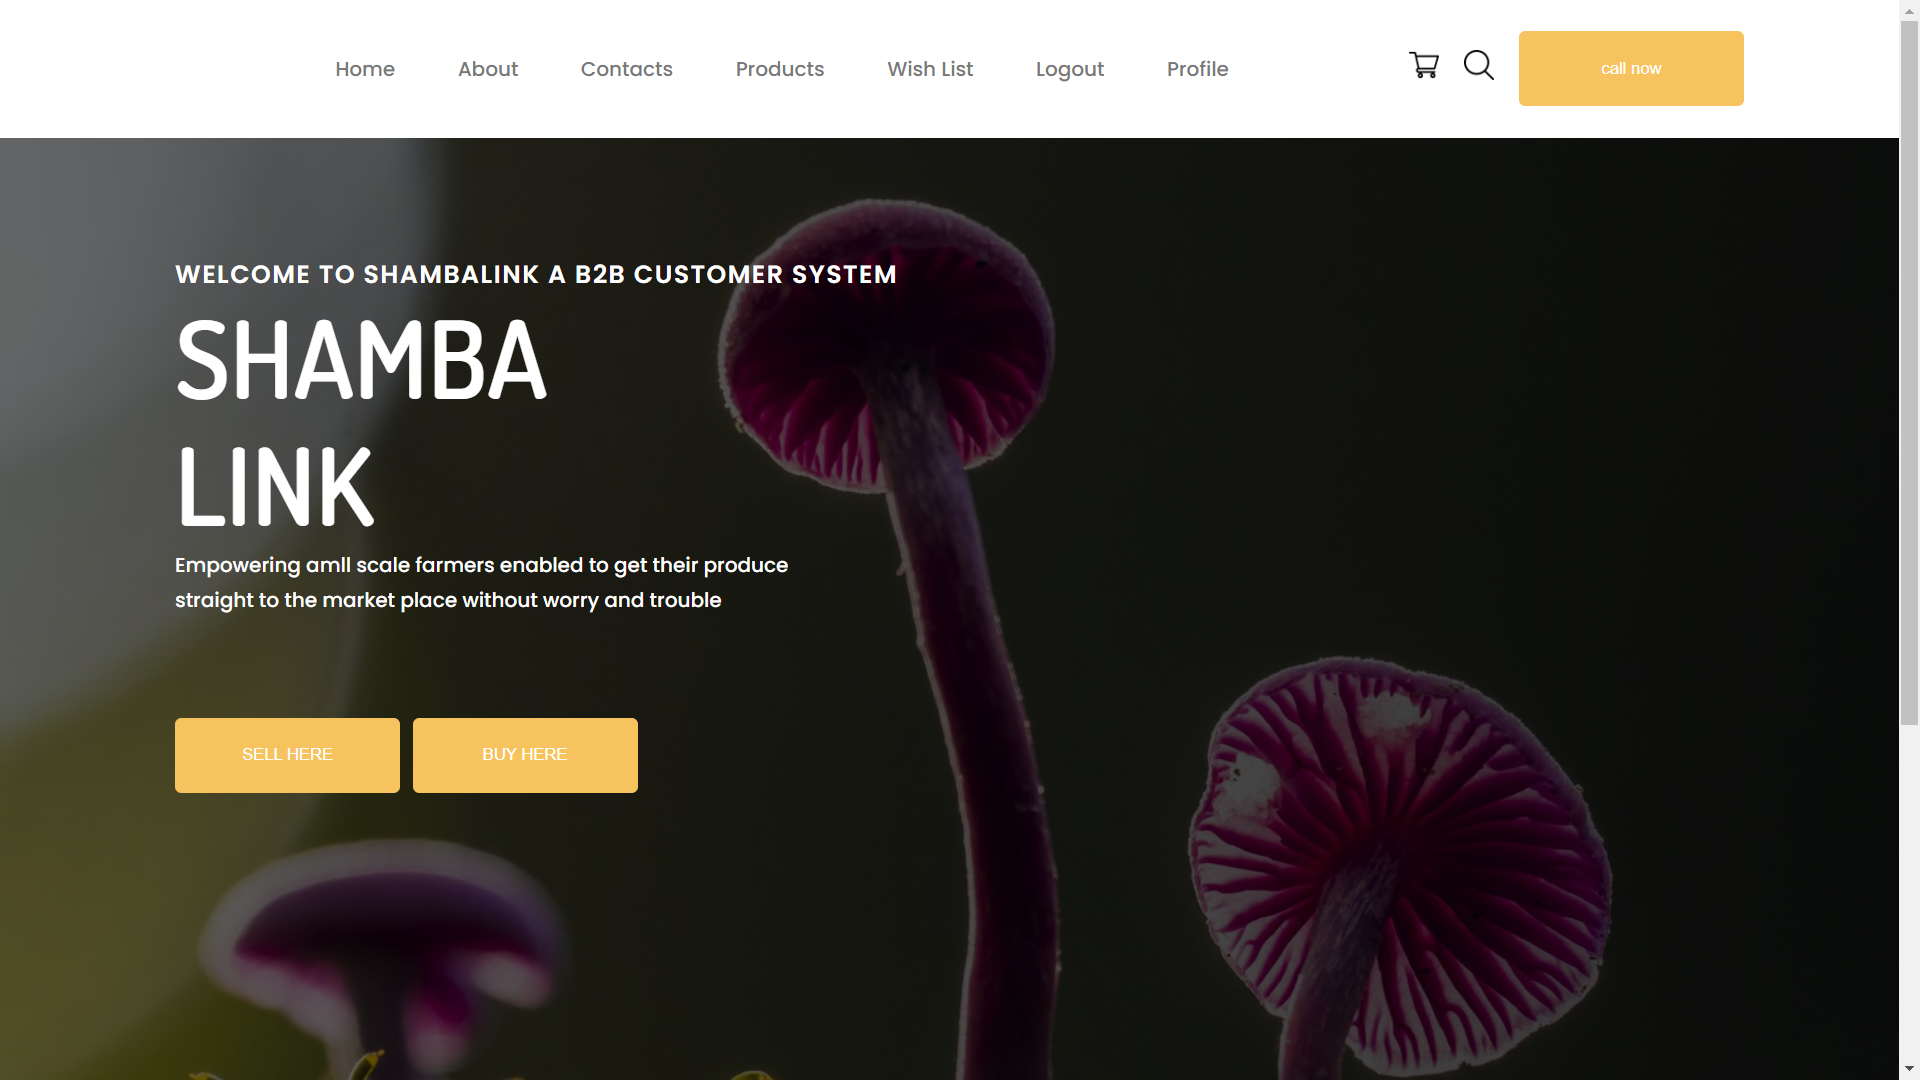 Home About Contacts Products Wish List Logout Profile call now
WELCOME TO SHAMBALINK A B2B CUSTOMER SYSTEM
SHAMBA
LINK
Empowering amll scale farmers enabled to get their produce
straight to the market place without worry and trouble
SELL HERE BUY HERE